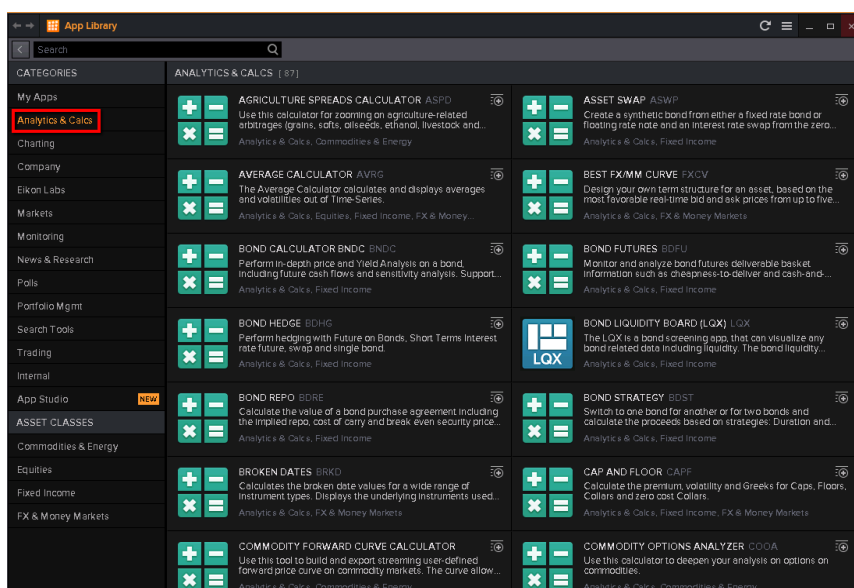 App Library
Search
CATEGORIES
My Apps
Analytics & Calcs
Charting
Company
Eikon Labs
Markets
Monitoring
News & Research
Polls
Portfolio Mgmt
Search Tools
Trading
Internal
App Studio NEW
ASSET CLASSES
Commodities & Energy
Equities
Fixed Income
FX & Money Markets
ANALYTICS & CALCS [87]
AGRICULTURE SPREADS CALCULATOR ASPD
Use this calculator for zooming on agriculture-related
arbitrages (grains, softs, oilseeds, ethanol, livestock and...
Analytics & Calcs, Commodities & Energy
ASSET SWAP ASWP
Create a synthetic bond from either a fixed rate bond or
floating rate note and an interest rate swap from the zero...
Analytics & Calcs, Fixed Income
AVERAGE CALCULATOR AVRG
The Average Calculator calculates and displays averages
and volatilities out of Time-Series.
Analytics & Calcs, Equities, Fixed Income, FX & Money...
BEST FX/MM CURVE FXCV
Design your own term structure for an asset, based on the
most favorable real-time bid and ask prices from up to five...
Analytics & Calcs, FX & Money Markets
BOND CALCULATOR BNDC BNDC
Perform in-depth price and Yield Analysis on a bond,
including future cash flows and sensitivity analysis. Support...
Analytics & Calcs, Fixed Income
BOND FUTURES BDFU
Monitor and analyze bond futures deliverable basket
information such as cheapness-to-deliver and cash-and-...
Analytics & Calcs, Fixed Income
BOND HEDGE BDHG
Perform hedging with Future on Bonds, Short Terms Interest
rate future, swap and single bond.
Analytics & Calcs, Fixed Income
LQX
BOND LIQUIDITY BOARD (LQX) LQX
The LQX is a bond screening app, that can visualize any
bond related data including liquidity. The bond liquidity...
Analytics & Calcs, Fixed Income
BOND REPO BDRE
Calculate the value of a bond purchase agreement including
the implied repo, cost of carry and break even security price...
Analytics & Calcs, Fixed Income
BOND STRATEGY BDST
Switch to one bond for another or for two bonds and
calculate the proceeds based on strategies: Duration and...
Analytics & Calcs, Fixed Income
BROKEN DATES BRKD
Calculates the broken date values for a wide range of
instrument types. Displays the underlying instruments used...
Analytics & Calcs, FX & Money Markets
CAP AND FLOOR CAPF
Calculate the premium, volatility and Greeks for Caps, Floors,
Collars and zero cost Collars.
Analytics & Calcs, Fixed Income, FX & Money Markets
COMMODITY FORWARD CURVE CALCULATOR
Use this tool to build and export streaming user-defined
forward price curve on commodity markets. The curve allow...
Analytics & Calcs, Commodities & Energy
COMMODITY OPTIONS ANALYZER COOA
Use this calculator to deepen your analysis on options on
commodities.
Analytics & Calcs, Commodities & Energy